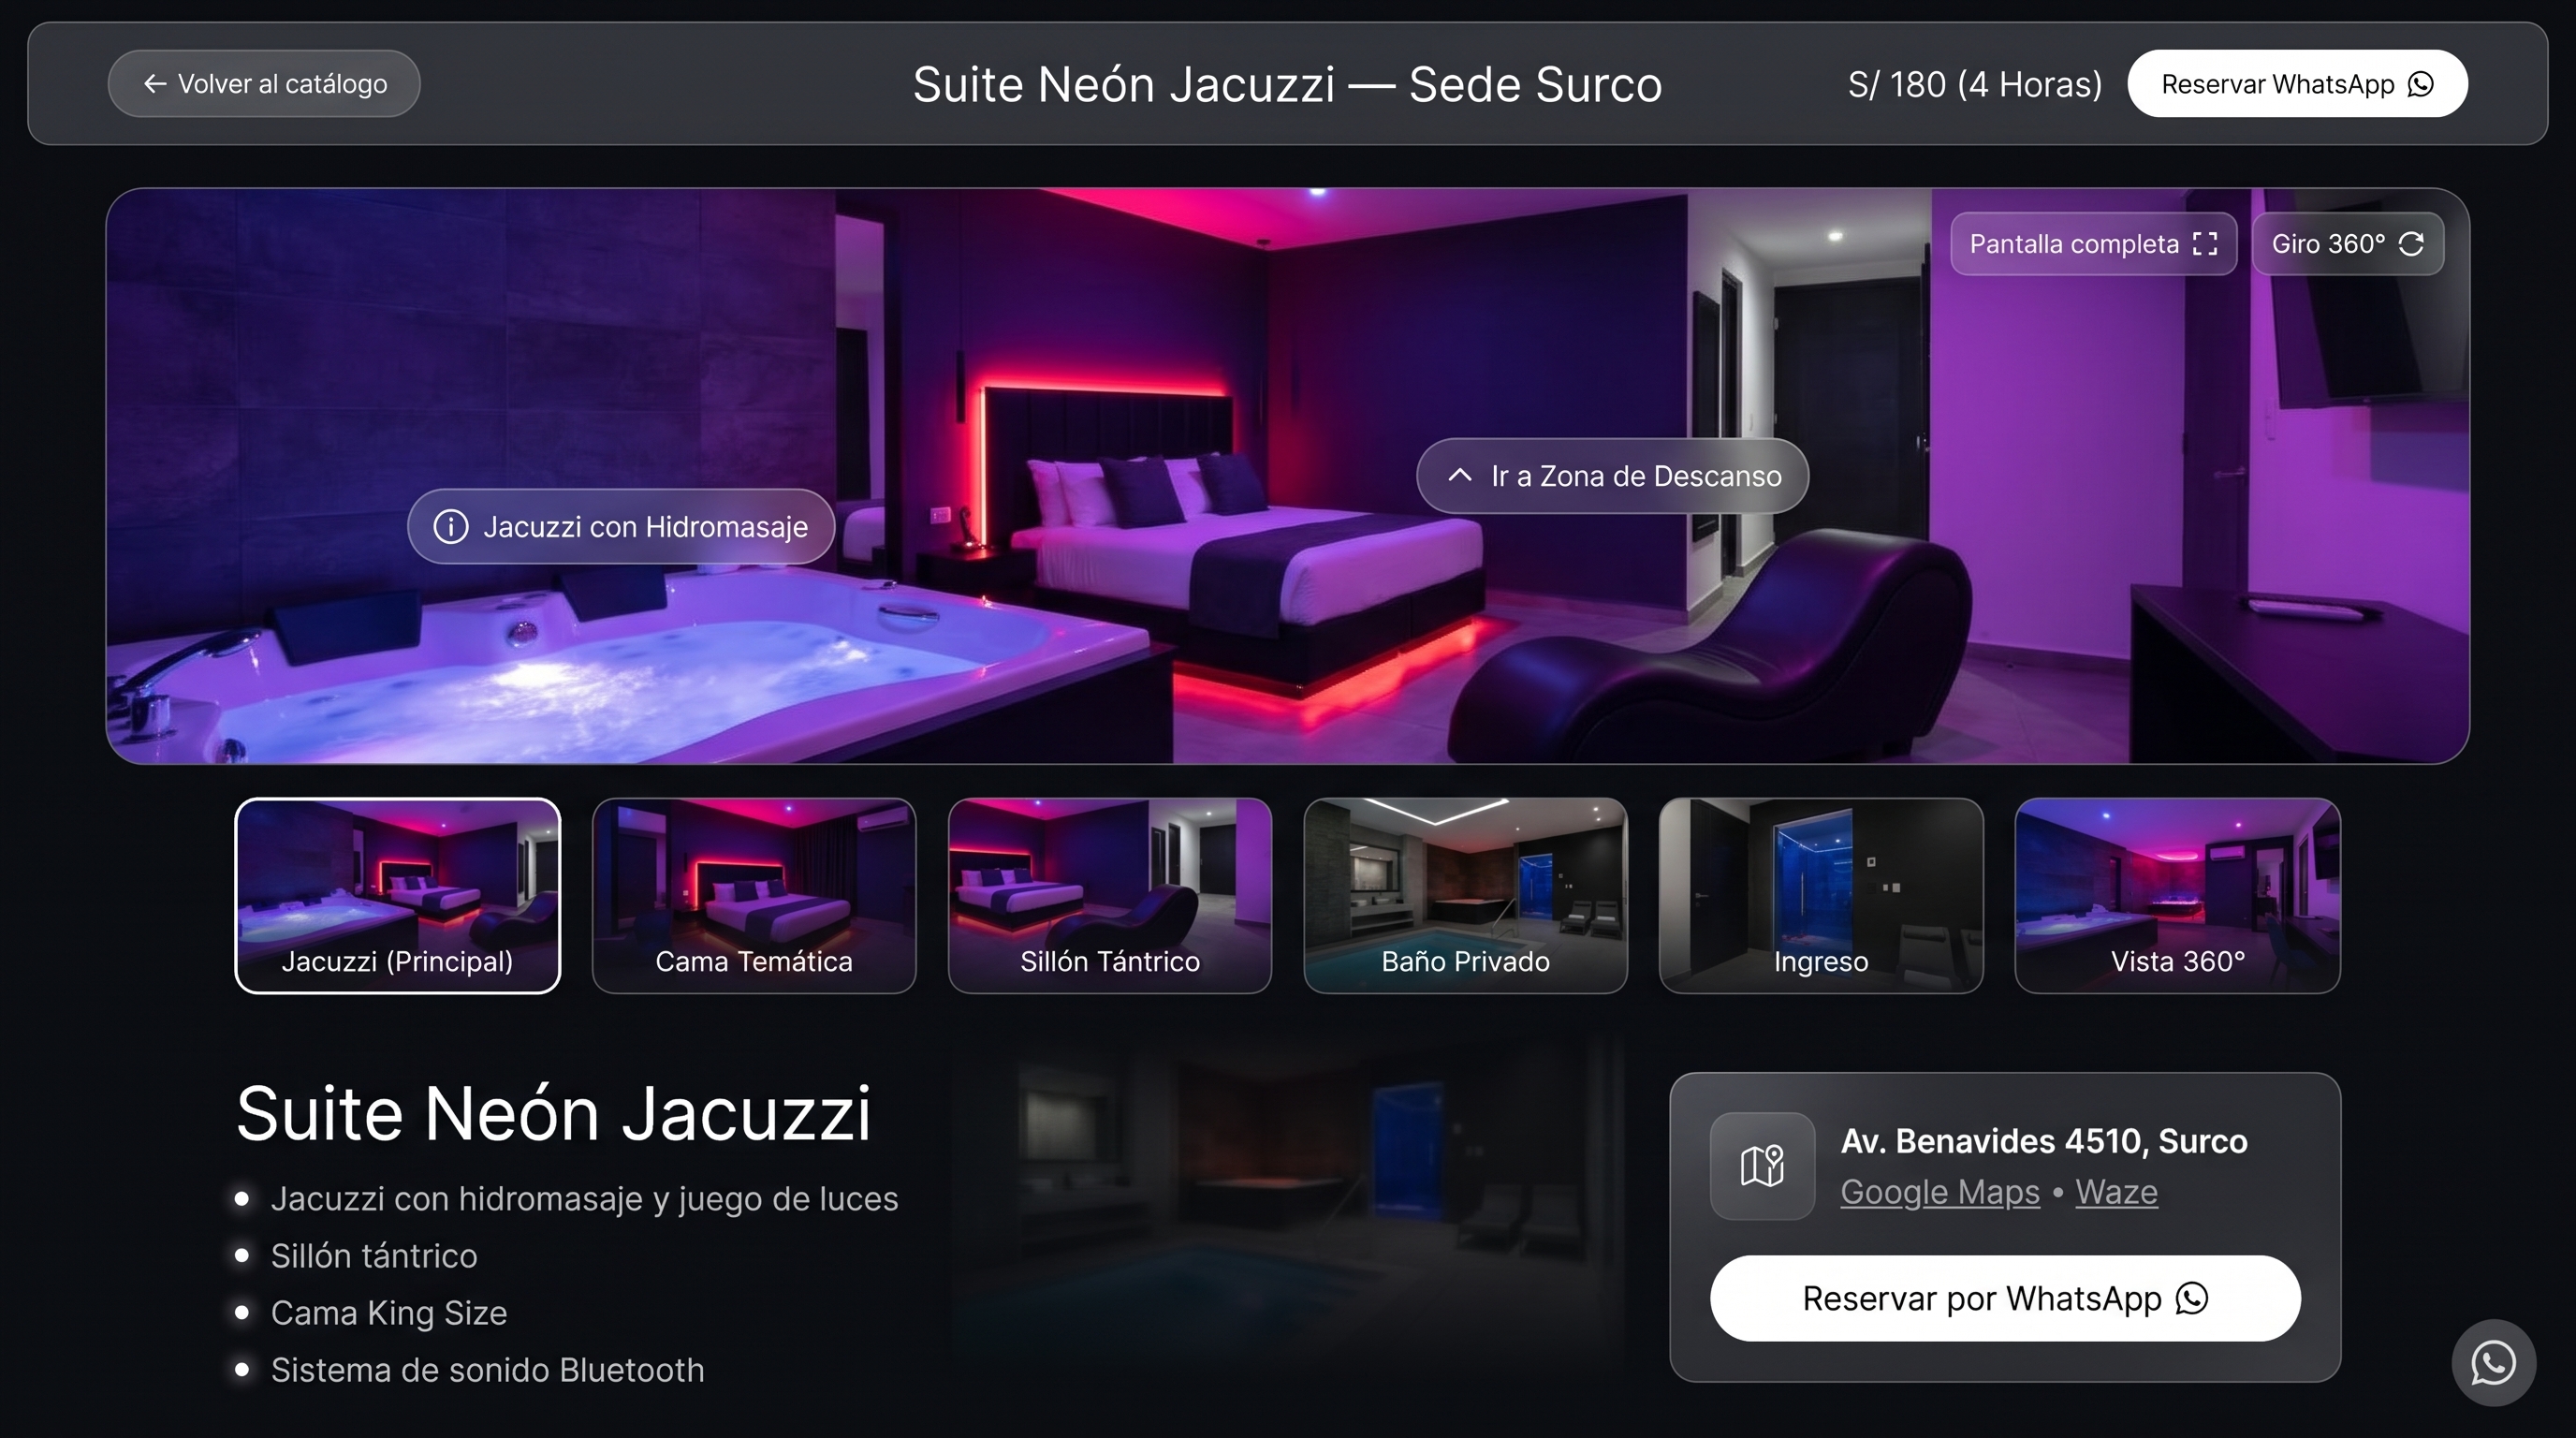 ← Volver al catálogo
Suite Neón Jacuzzi — Sede Surco
S/ 180 (4 Horas)
Reservar WhatsApp
Pantalla completa
Giro 360°
Ir a Zona de Descanso
Jacuzzi con Hidromasaje
Jacuzzi (Principal)
Cama Temática
Sillón Tántrico
Baño Privado
Ingreso
Vista 360°
Suite Neón Jacuzzi
• Jacuzzi con hidromasaje y juego de luces
• Sillón tántrico
• Cama King Size
• Sistema de sonido Bluetooth
Av. Benavides 4510, Surco
Google Maps • Waze
Reservar por WhatsApp